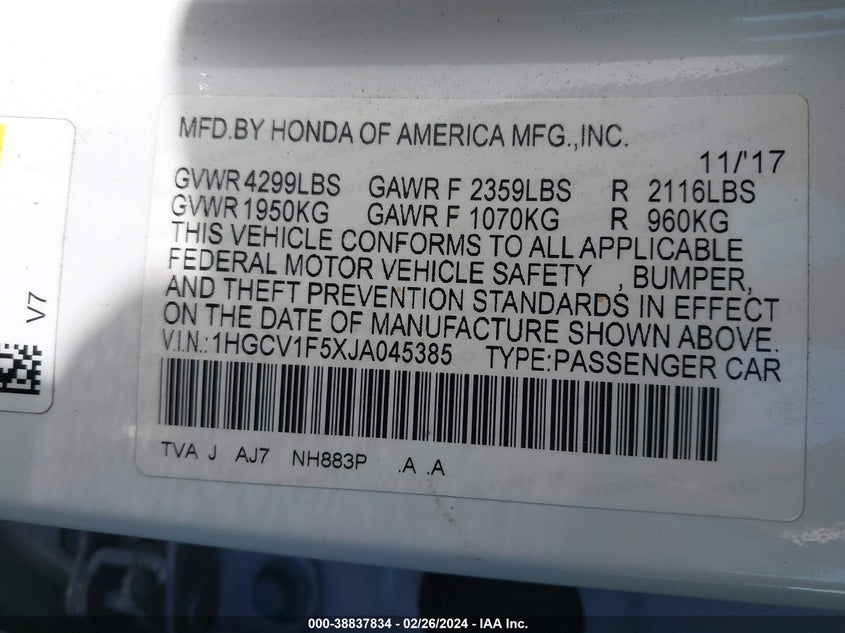 MFD.BY HONDA OF AMERICA MFG.,INC.
11/'17
GVWR 4299LBS GAWR F 2359LBS R 2116LBS
GVWR 1950KG GAWR F 1070KG R 960KG
THIS VEHICLE CONFORMS TO ALL APPLICABLE
FEDERAL MOTOR VEHICLE SAFETY , BUMPER,
AND THEFT PREVENTION STANDARDS IN EFFECT
ON THE DATE OF MANUFACTURE SHOWN ABOVE.
V.I.N.:1HGCV1F5XJA045385 TYPE:PASSENGER CAR
TVA J AJ7 NH883P .A .A
V7
000-38837834 - 02/26/2024 - IAA Inc.